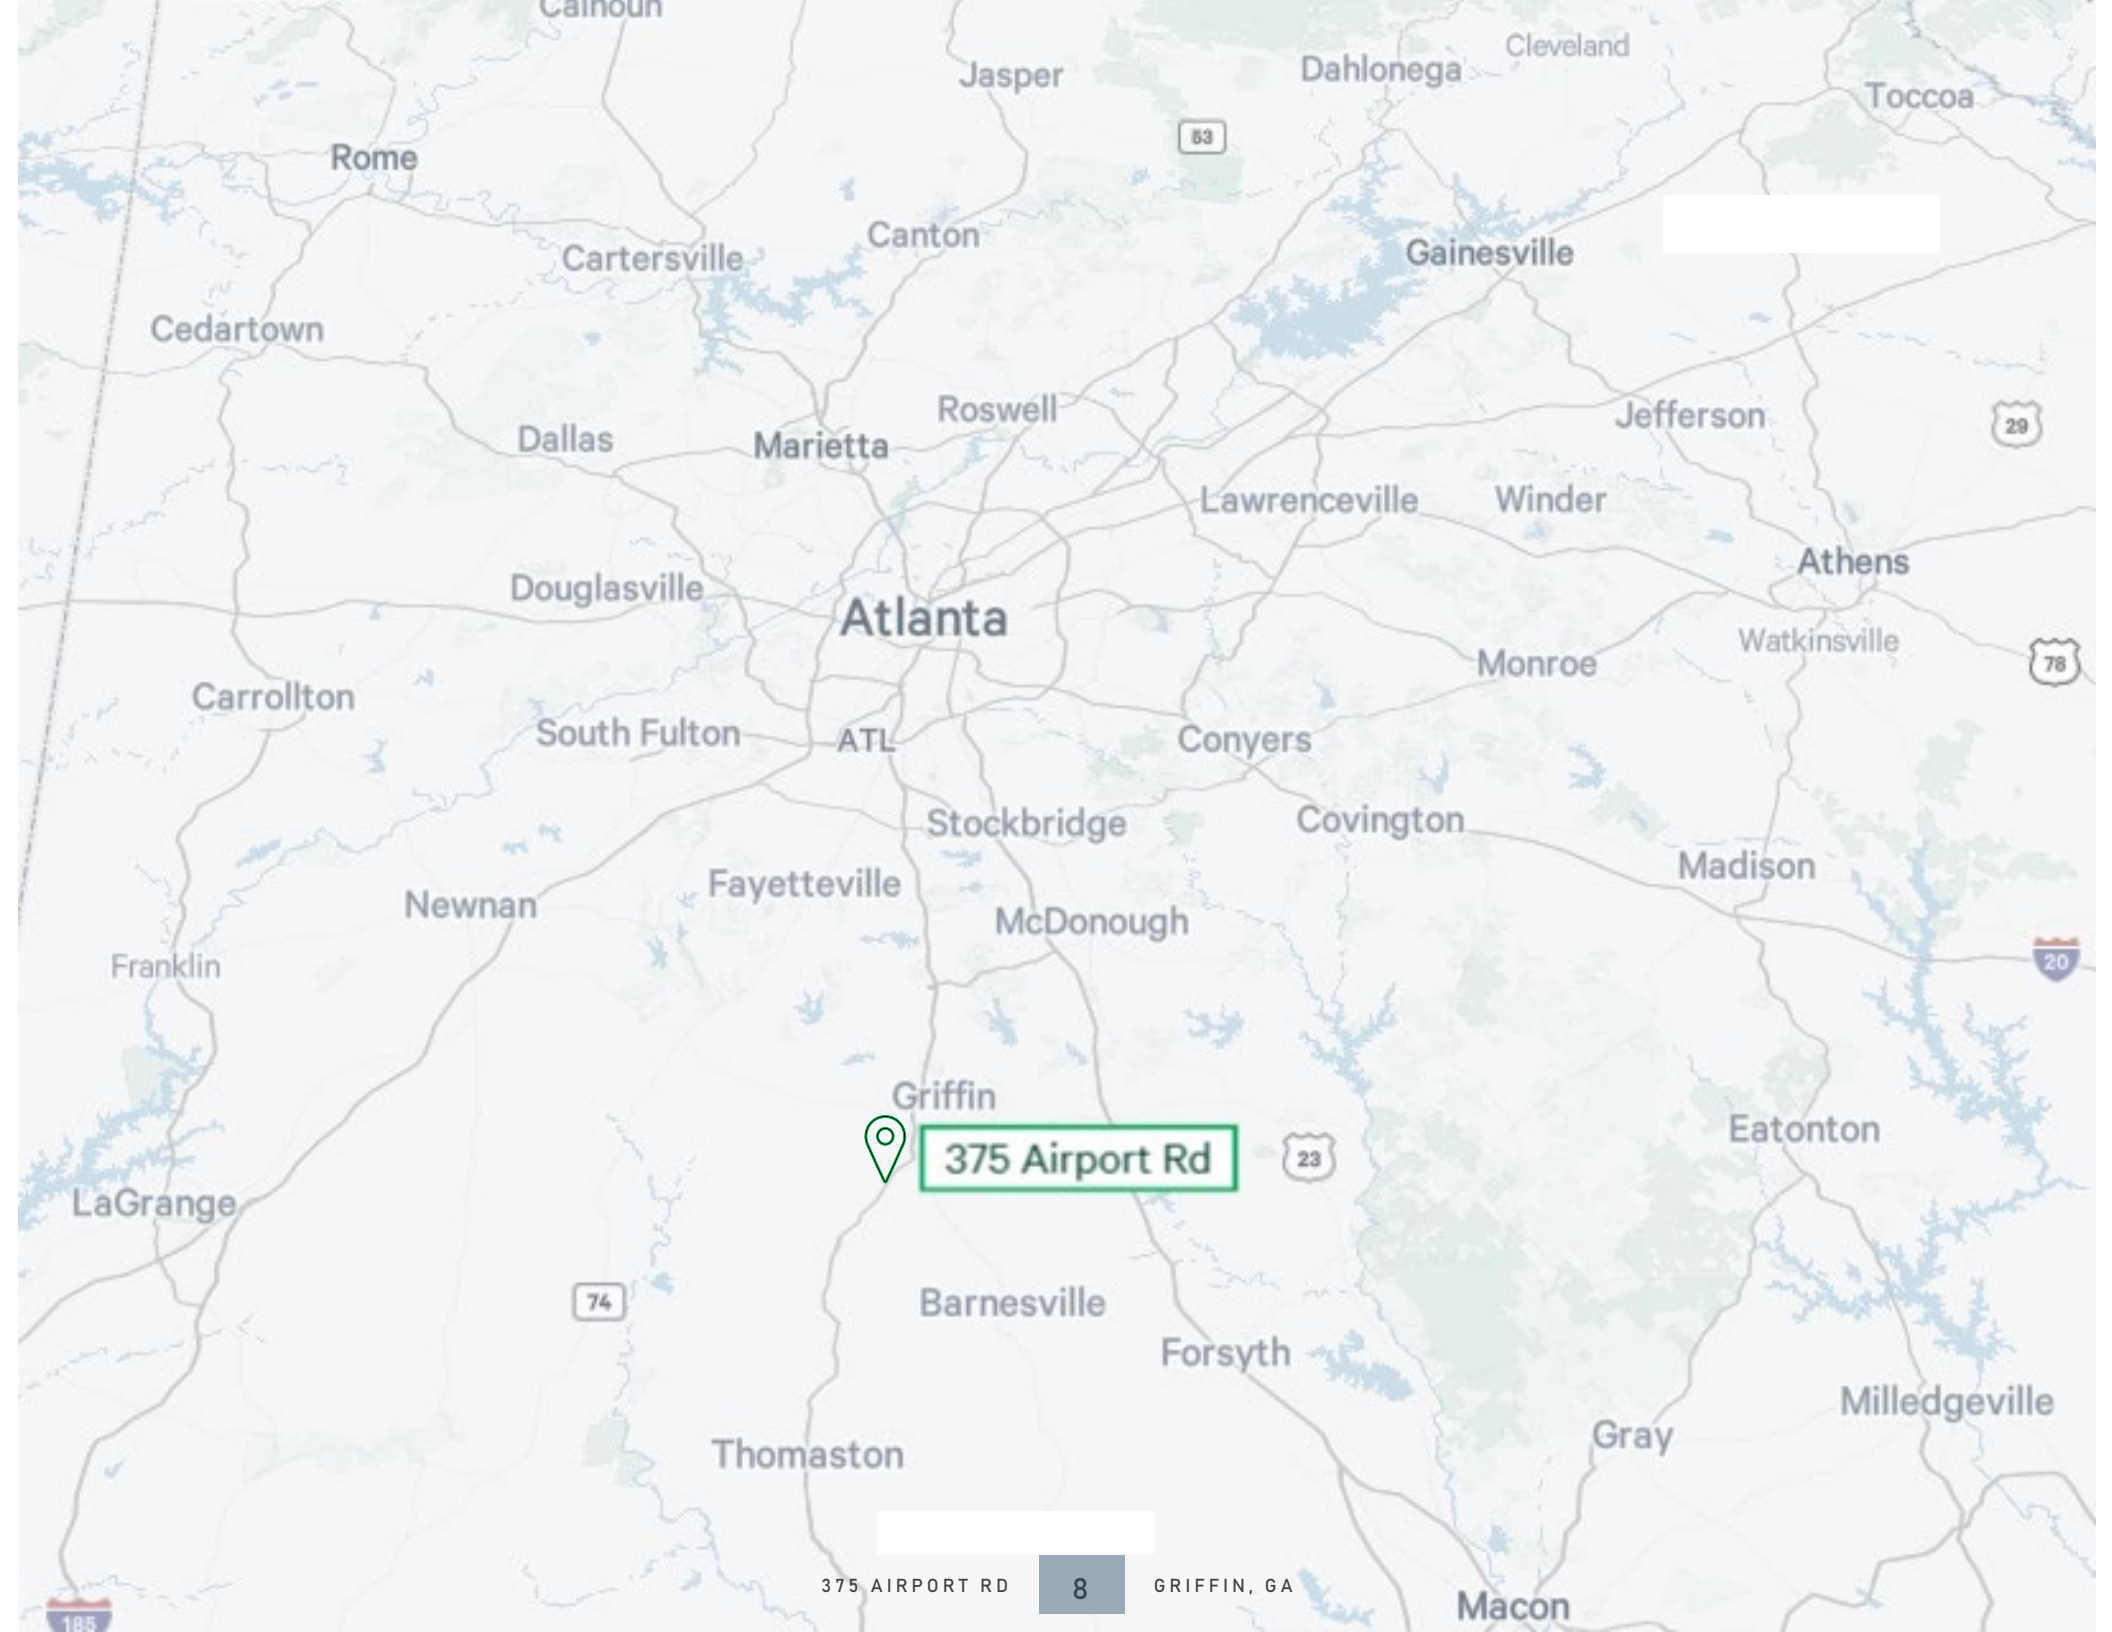 Calhoun
Cleveland
Jasper
Dahlonega
Toccoa
53
Rome
Canton
Gainesville
Cartersville
Cedartown
Roswell
Jefferson
29
Dallas
Marietta
Lawrenceville
Winder
Athens
Douglasville
Atlanta
Watkinsville
Monroe
78
Carrollton
South Fulton
ATL
Conyers
Stockbridge
Covington
Madison
Fayetteville
Newnan
McDonough
Franklin
20
Griffin
Eatonton
375 Airport Rd
23
LaGrange
74
Barnesville
Forsyth
Milledgeville
Gray
Thomaston
375 AIRPORT RD
8
GRIFFIN, GA
Macon
185